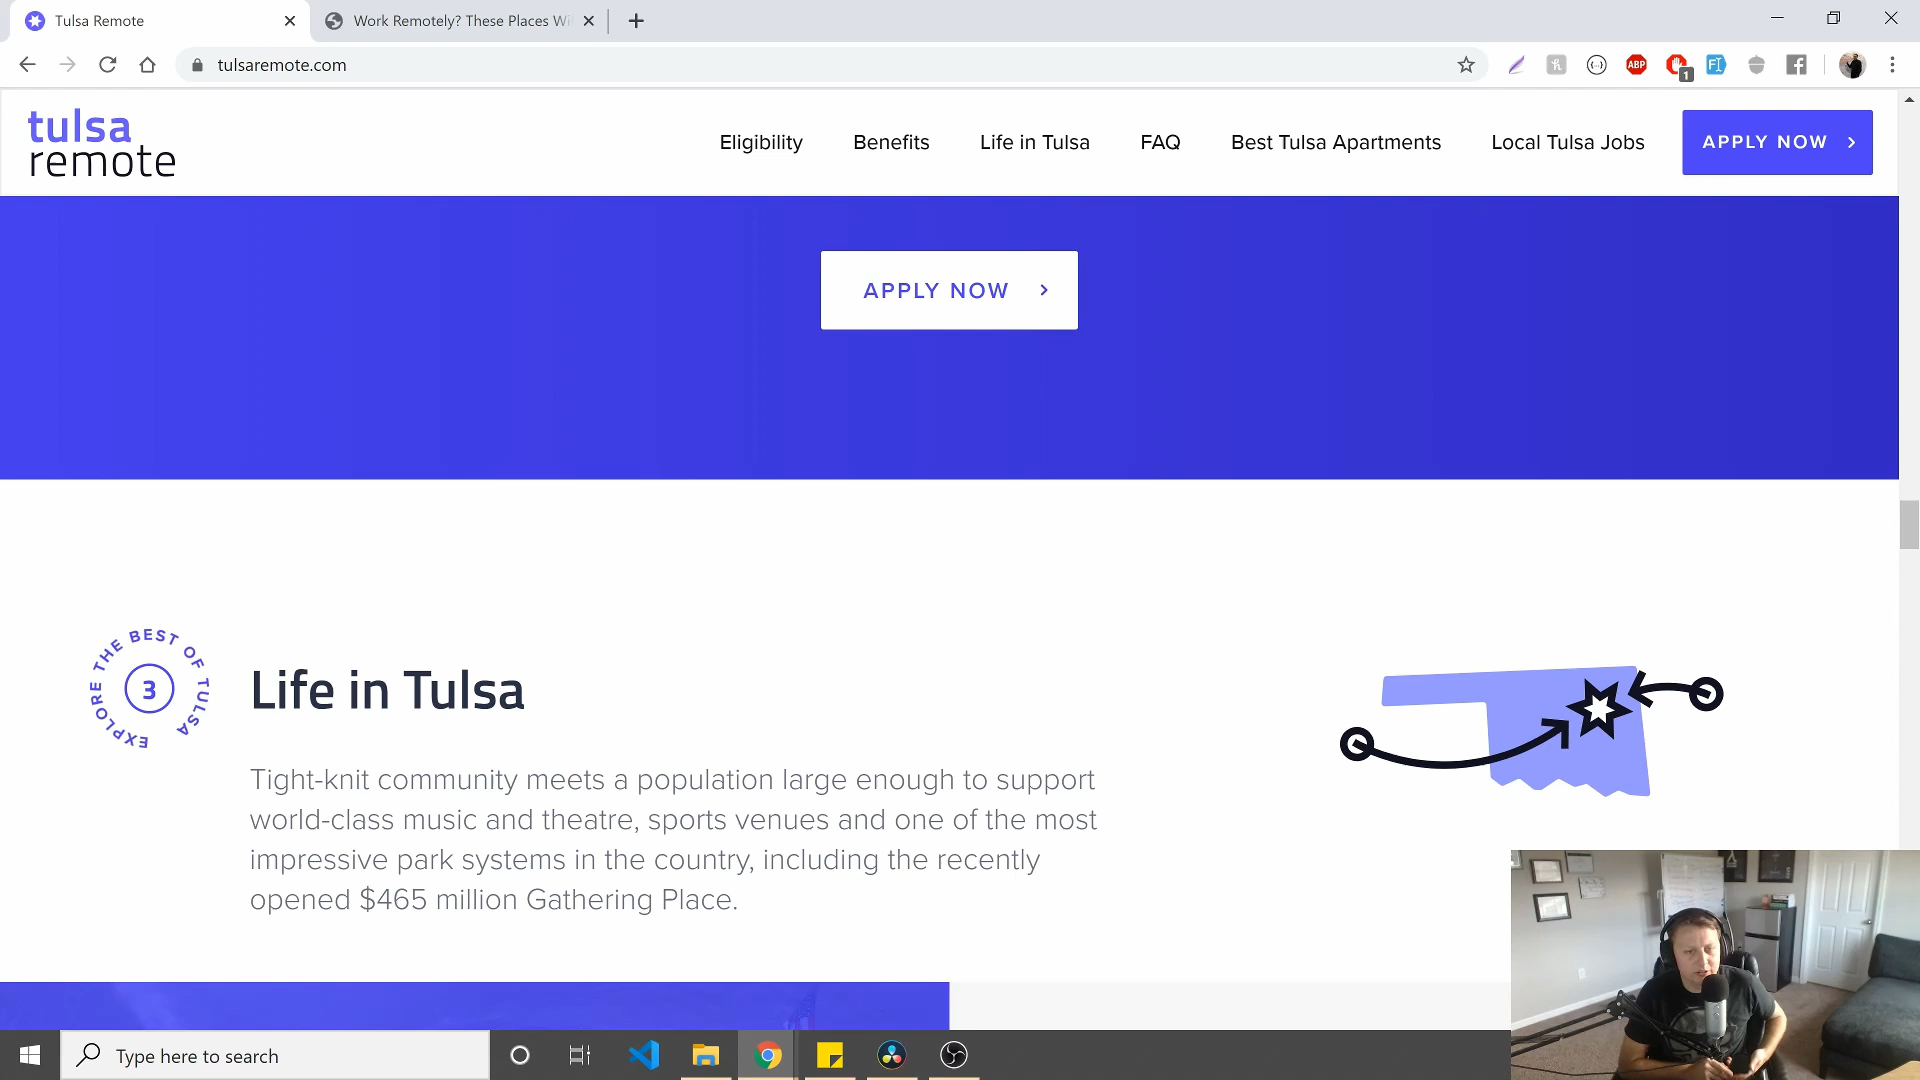 Tulsa Remote
Work Remotely? These Places Wi
tulsaremote.com
ABP
1
tulsa
remote
Eligibility
Benefits
Life in Tulsa
FAQ
Best Tulsa Apartments
Local Tulsa Jobs
APPLY NOW
APPLY NOW
EXPLORE THE BEST OF TULSA
3
Life in Tulsa
Tight-knit community meets a population large enough to support
world-class music and theatre, sports venues and one of the most
impressive park systems in the country, including the recently
opened $465 million Gathering Place.
Type here to search